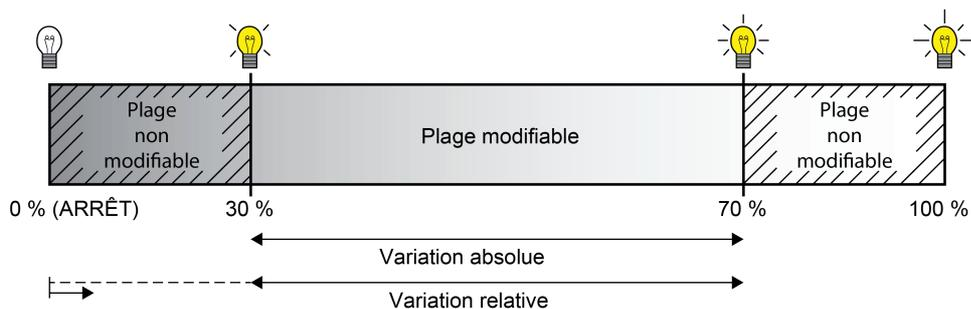 Plage
non
modifiable
Plage modifiable
Plage
non
modifiable
0 % (ARRÊT)
30 %
70 %
100 %
Variation absolue
Variation relative